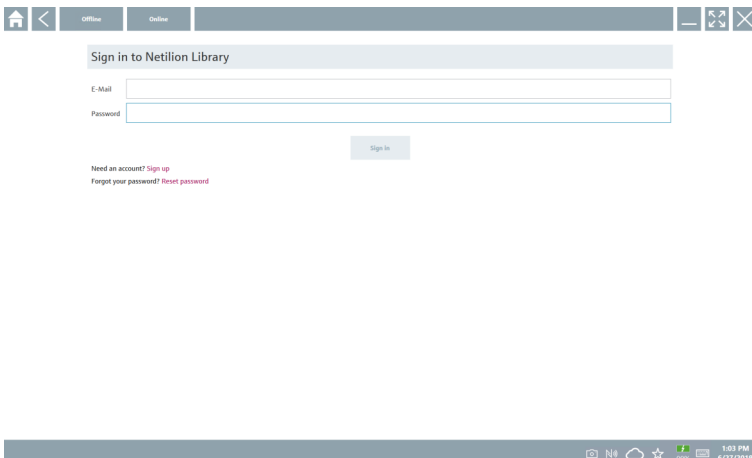 Offline Online
Sign in to Netilion Library
E-Mail
Password
Sign in
Need an account? Sign up
Forgot your password? Reset password
1:03 PM